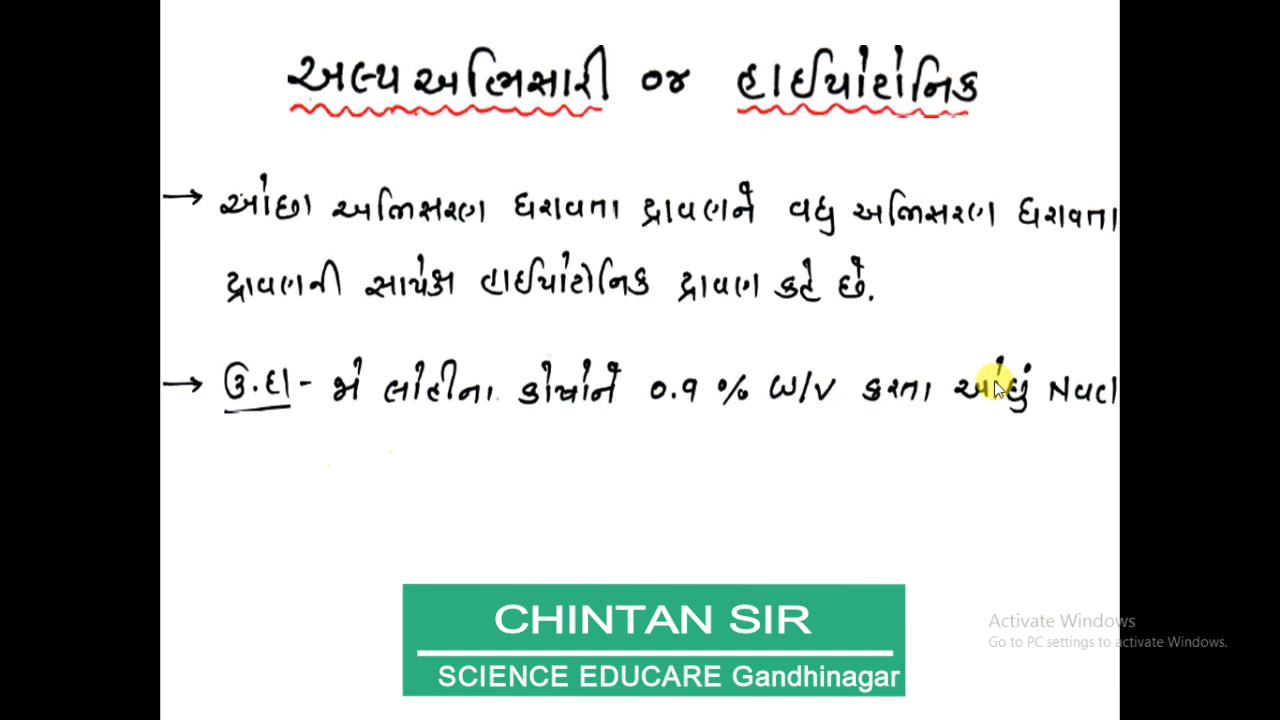 અલ્પ અભિસારી or હાઈપોટોનિક
→ ઓછા અભિસરણ ધરાવતા દ્રાવણને વધુ અભિસરણ ધરાવતા
દ્રાવણની સાપેક્ષ હાઈપોટોનિક દ્રાવણ કહે છે.
→ ઉ.દા - જો લોહીના કોષોને 0.9 % W/V કરતા ઓછું Nacl
CHINTAN SIR
SCIENCE EDUCARE Gandhinagar
Activate Windows
Go to PC settings to activate Windows.